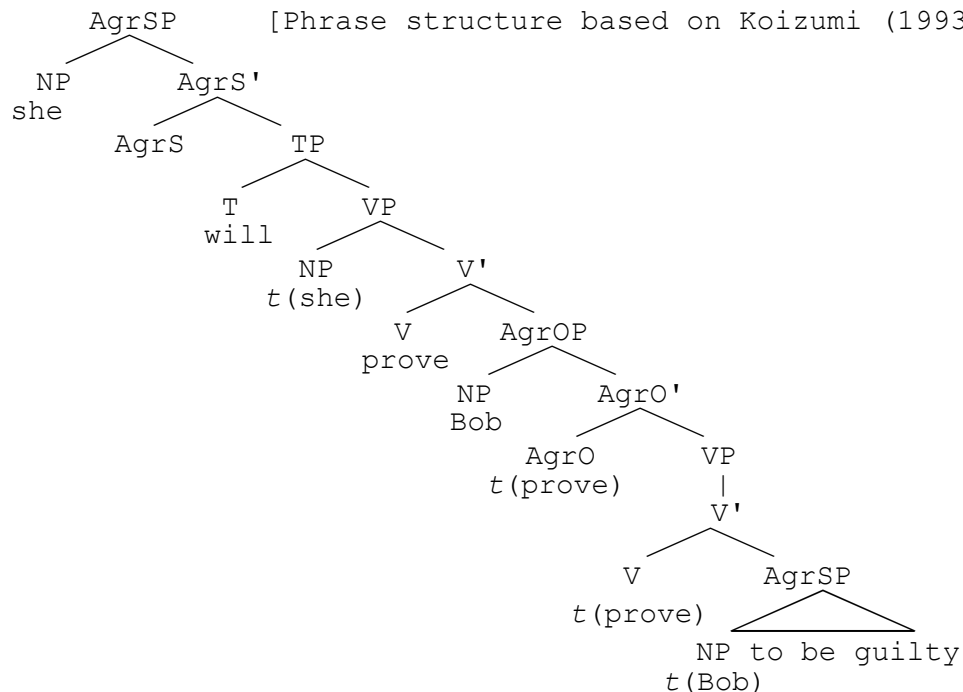 AgrSP [Phrase structure based on Koizumi (1993
NP AgrS'
she
AgrS TP
T VP
will
NP V'
t(she)
V AgrOP
prove
NP AgrO'
Bob
AgrO VP
t(prove) |
V'
V AgrSP
t(prove)
NP to be guilty
t(Bob)